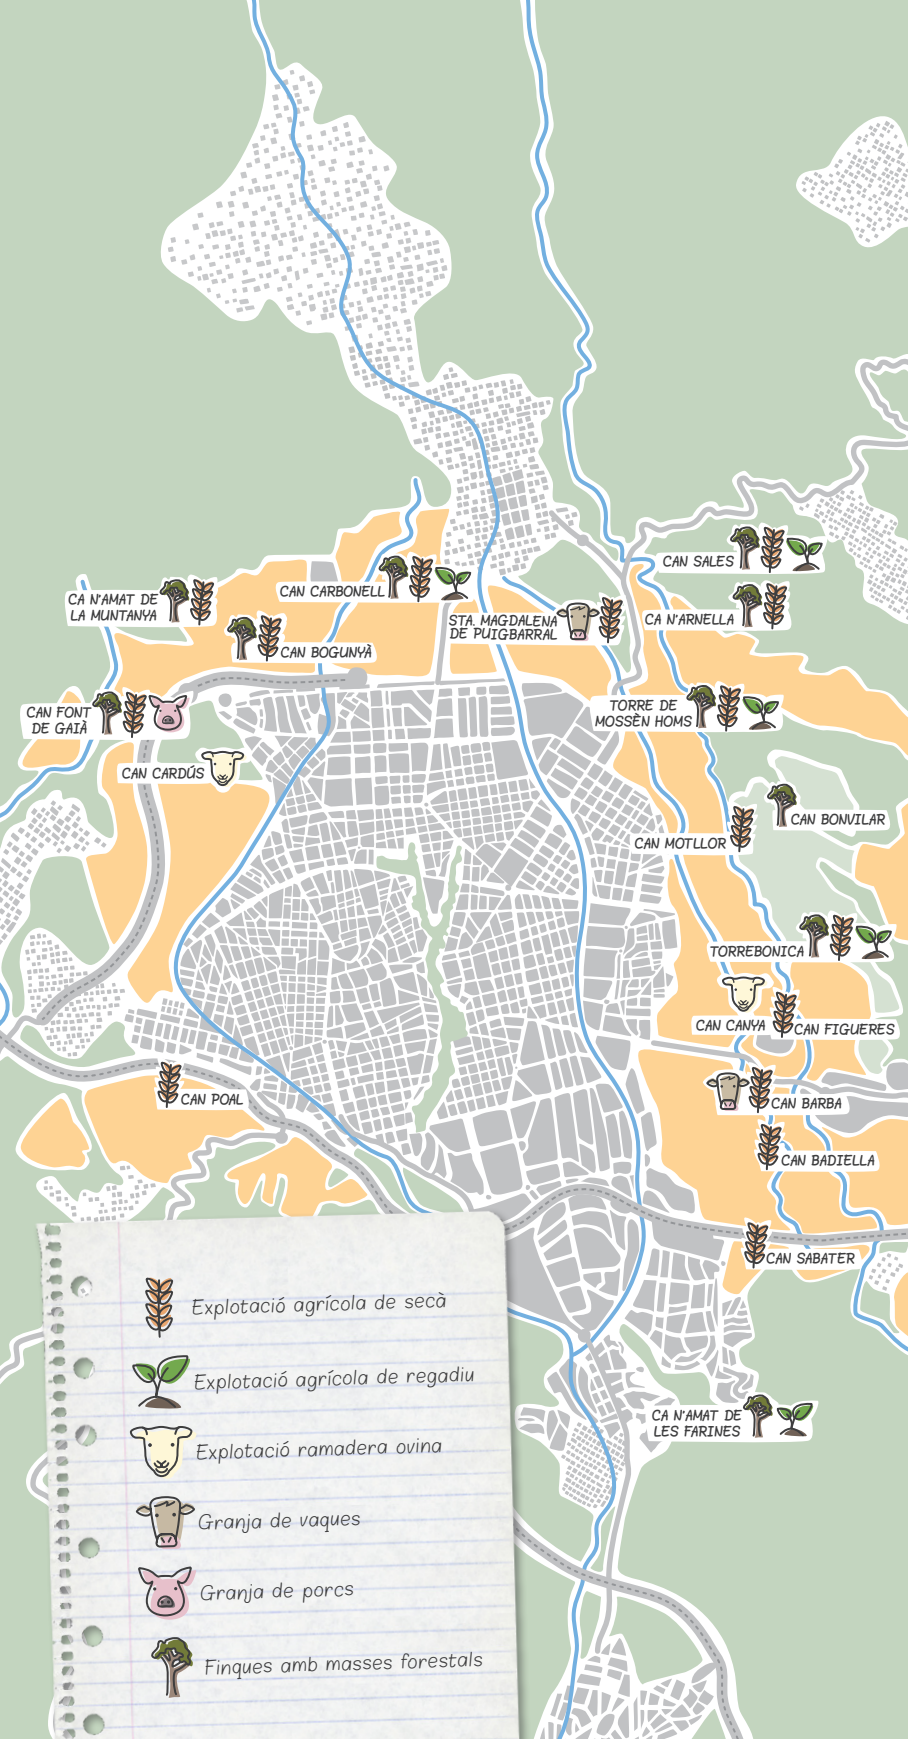 CAN SALES
CAN CARBONELL
CA N'AMAT DE
LA MUNTANYA
STA. MAGDALENA
DE PUIGBARRAL
CA N'ARNELLA
CAN BOGUNYÀ
CAN FONT
DE GAIÀ
TORRE DE
MOSSÈN HOMS
CAN CARDÚS
CAN BONVILAR
CAN MOTLLOR
TORREBONICA
CAN CANYA
CAN FIGUERES
CAN POAL
CAN BARBA
CAN BADIELLA
CAN SABATER
CA N'AMAT DE
LES FARINES
Explotació agrícola de secà
Explotació agrícola de regadiu
Explotació ramadera ovina
Granja de vaques
Granja de porcs
Finques amb masses forestals